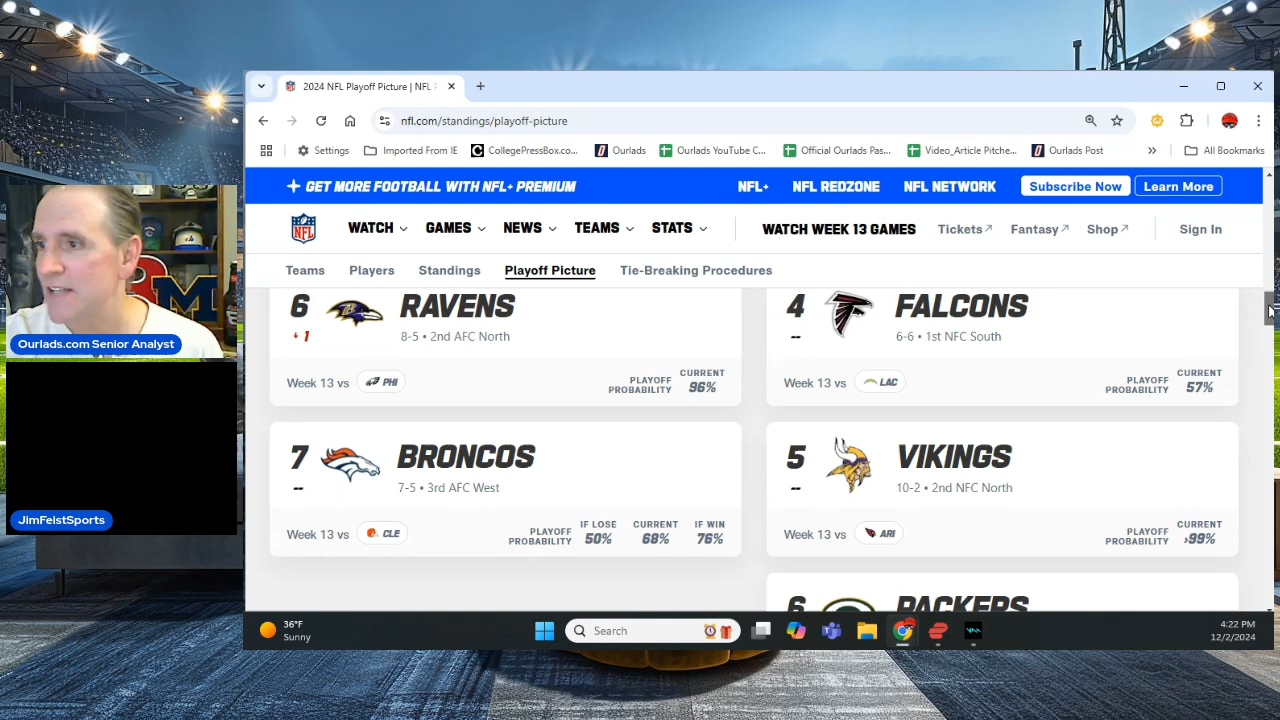 2024 NFL Playoff Picture | NFL
nfl.com/standings/playoff-picture
Settings
Imported From IE
CollegePressBox.co...
Ourlads
Ourlads YouTube C...
Official Ourlads Pas...
Video_Article Pitche...
Ourlads Post
»
All Bookmarks
GET MORE FOOTBALL WITH NFL+ PREMIUM
NFL+
NFL REDZONE
NFL NETWORK
Subscribe Now
Learn More
NFL
WATCH
GAMES
NEWS
TEAMS
STATS
WATCH WEEK 13 GAMES
Tickets
Fantasy
Shop
Sign In
Teams
Players
Standings
Playoff Picture
Tie-Breaking Procedures
6
1
RAVENS
8-5 • 2nd AFC North
Week 13 vs
PHI
PLAYOFF
PROBABILITY
CURRENT
96%
4
--
FALCONS
6-6 • 1st NFC South
Week 13 vs
LAC
PLAYOFF
PROBABILITY
CURRENT
57%
7
--
BRONCOS
7-5 • 3rd AFC West
Week 13 vs
CLE
PLAYOFF
PROBABILITY
IF LOSE
50%
CURRENT
68%
IF WIN
76%
5
--
VIKINGS
10-2 • 2nd NFC North
Week 13 vs
ARI
PLAYOFF
PROBABILITY
CURRENT
>99%
6
PACKERS
Ourlads.com Senior Analyst
JimFeistSports
36°F
Sunny
Search
4:22 PM
12/2/2024